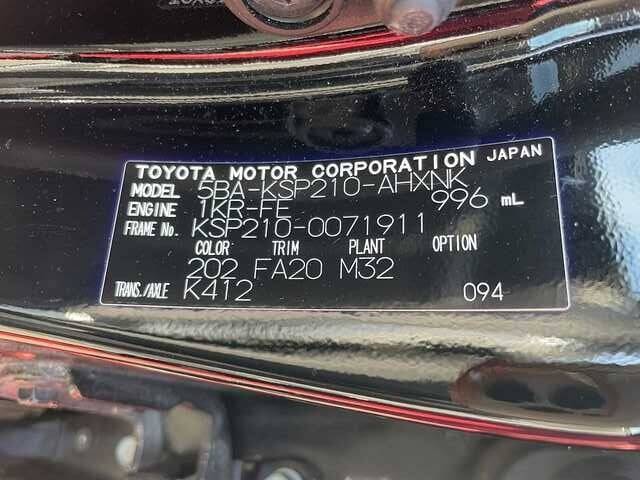 TOYOTA MOTOR CORPORATION JAPAN
MODEL 5BA-KSP210-AHXNK
ENGINE 1KR-FE 996 mL
FRAME No. KSP210-0071911
COLOR TRIM PLANT OPTION
202 FA20 M32
TRANS./AXLE K412 094